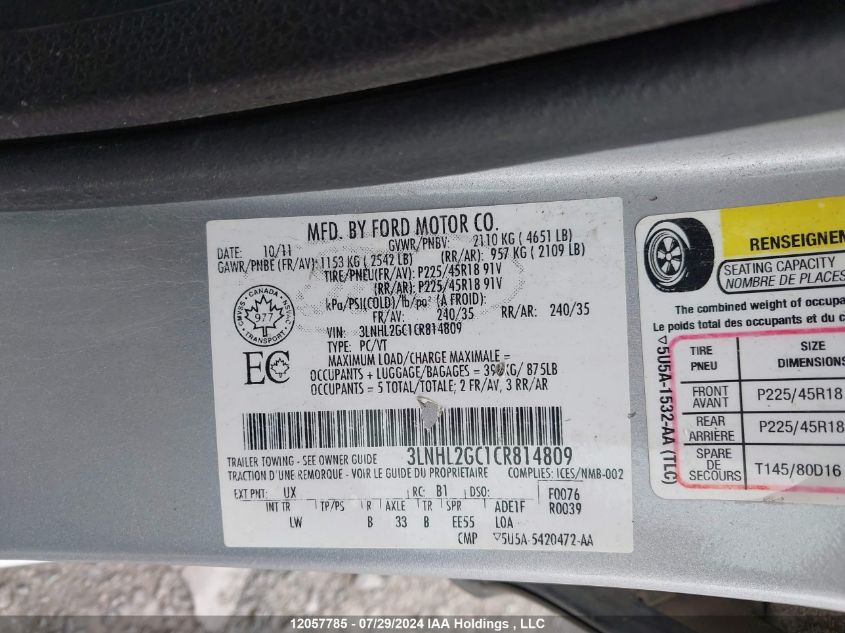 MFD. BY FORD MOTOR CO.
DATE: 10/11 GVWR/PNBV: 2110 KG ( 4651 LB)
GAWR/PNBE (FR/AV): 1153 KG ( 2542 LB) (RR/AR): 957 KG ( 2109 LB)
TIRE/PNEU(FR/AV): P225/45R18 91V
(RR/AR): P225/45R18 91V
kPa/PSI(COLD)/lb/po² (A FROID):
FR/AV: 240/35 RR/AR: 240/35
VIN: 3LNHL2GC1CR814809
TYPE: PC/VT
MAXIMUM LOAD/CHARGE MAXIMALE =
OCCUPANTS + LUGGAGE/BAGAGES = KG/ 875LB
OCCUPANTS = 5 TOTAL/TOTALE; 2 FR/AV, 3 RR/AR
CANADA
CMVSS NSVAC
977
TRANSPORT
EC
3LNHL2GC1CR814809
TRAILER TOWING - SEE OWNER GUIDE
TRACTION D'UNE REMORQUE - VOIR LE GUIDE DU PROPRIETAIRE COMPLIES: ICES/NMB-002
EXT PNT: UX RC: B1 DSO: F0076
INT TR TP/PS R AXLE TR SPR ADE1F R0039
LW B 33 B EE55 LOA
CMP ▽5U5A-5420472-AA
RENSEIGNEM
SEATING CAPACITY
NOMBRE DE PLACES
The combined weight of occupa
Le poids total des occupants et du c
▽5U5A-1532-AA (TLC)
TIRE
PNEU
SIZE
DIMENSIONS
FRONT
AVANT
P225/45R18
REAR
ARRIÈRE
P225/45R18
SPARE
DE
SECOURS
T145/80D16
12057785 - 07/29/2024 IAA Holdings , LLC